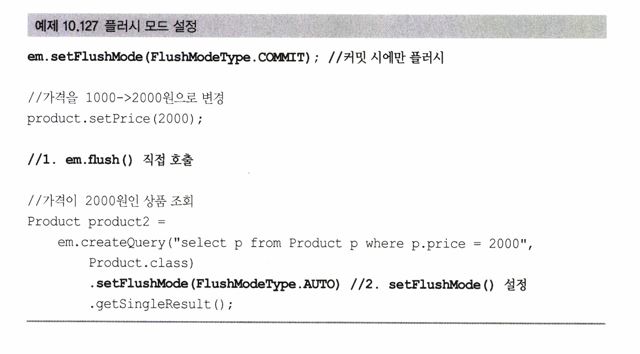 예제 10.127 플러시 모드 설정
em.setFlushMode(FlushModeType.COMMIT); //커밋 시에만 플러시
//가격을 1000->2000원으로 변경
product.setPrice(2000);
//1. em.flush() 직접 호출
//가격이 2000원인 상품 조회
Product product2 =
em.createQuery("select p from Product p where p.price = 2000",
Product.class)
.setFlushMode(FlushModeType.AUTO) //2. setFlushMode() 설정
.getSingleResult();